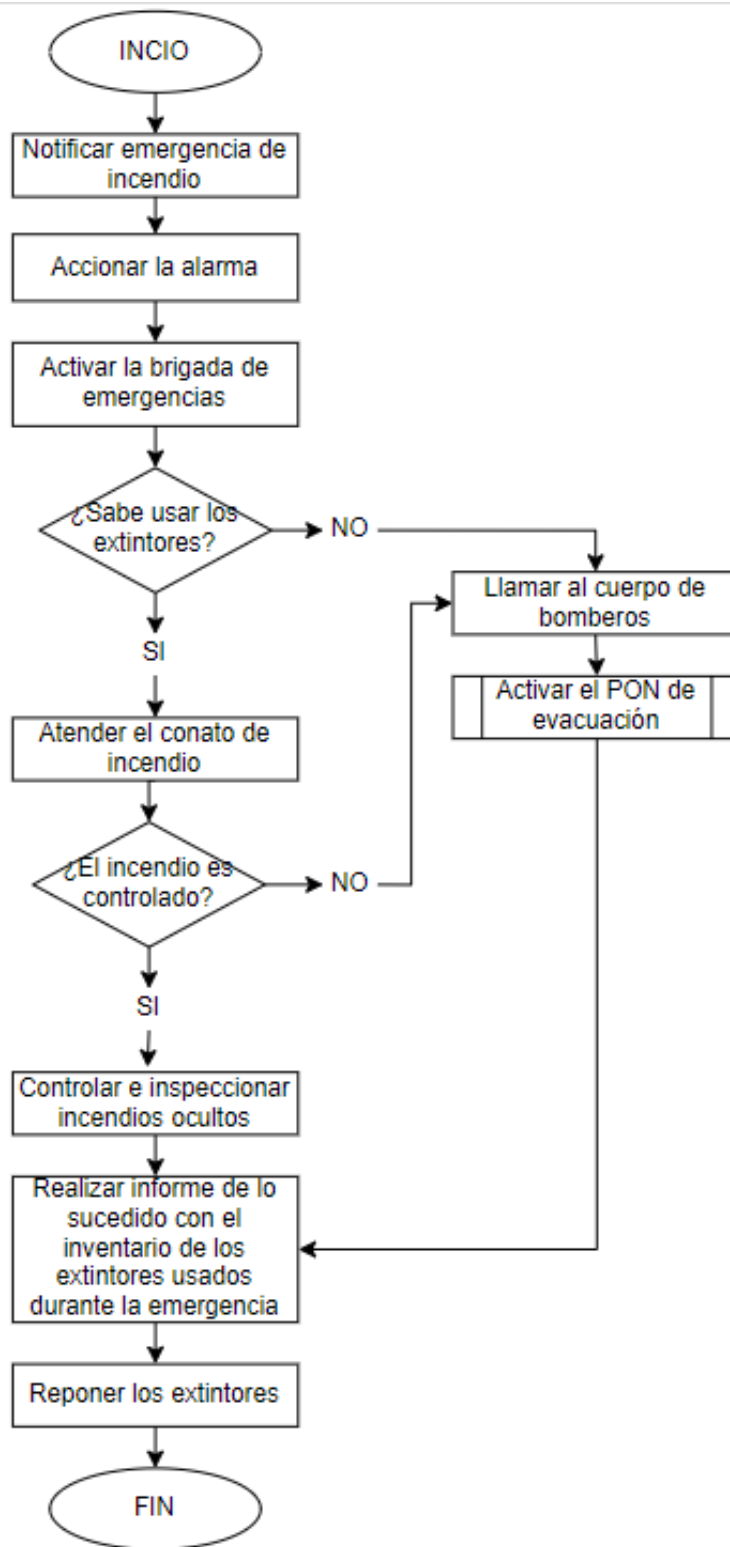 INCIO
Notificar emergencia de
incendio
Accionar la alarma
Activar la brigada de
emergencias
¿Sabe usar los
extintores?
NO
Llamar al cuerpo de
bomberos
Activar el PON de
evacuación
SI
Atender el conato de
incendio
¿El incendio es
controlado?
NO
SI
Controlar e inspeccionar
incendios ocultos
Realizar informe de lo
sucedido con el
inventario de los
extintores usados
durante la emergencia
Reponer los extintores
FIN